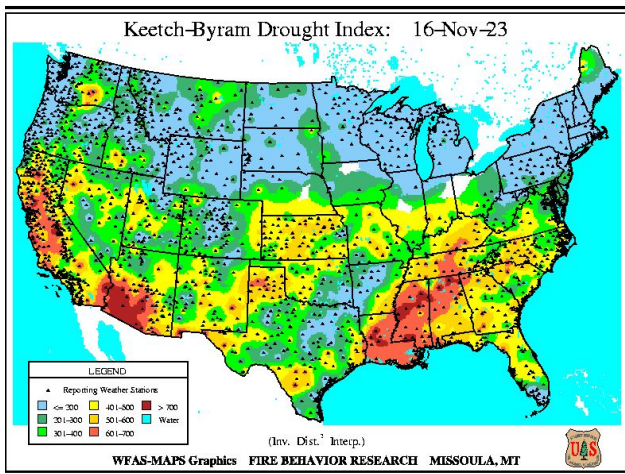 Keetch-Byram Drought Index: 16-Nov-23
LEGEND
Reporting Weather Stations
<= 200
201-300
301-400
401-500
501-600
601-700
> 700
Water
(Inv. Dist.² Interp.)
WFAS-MAPS Graphics FIRE BEHAVIOR RESEARCH MISSOULA, MT
U S